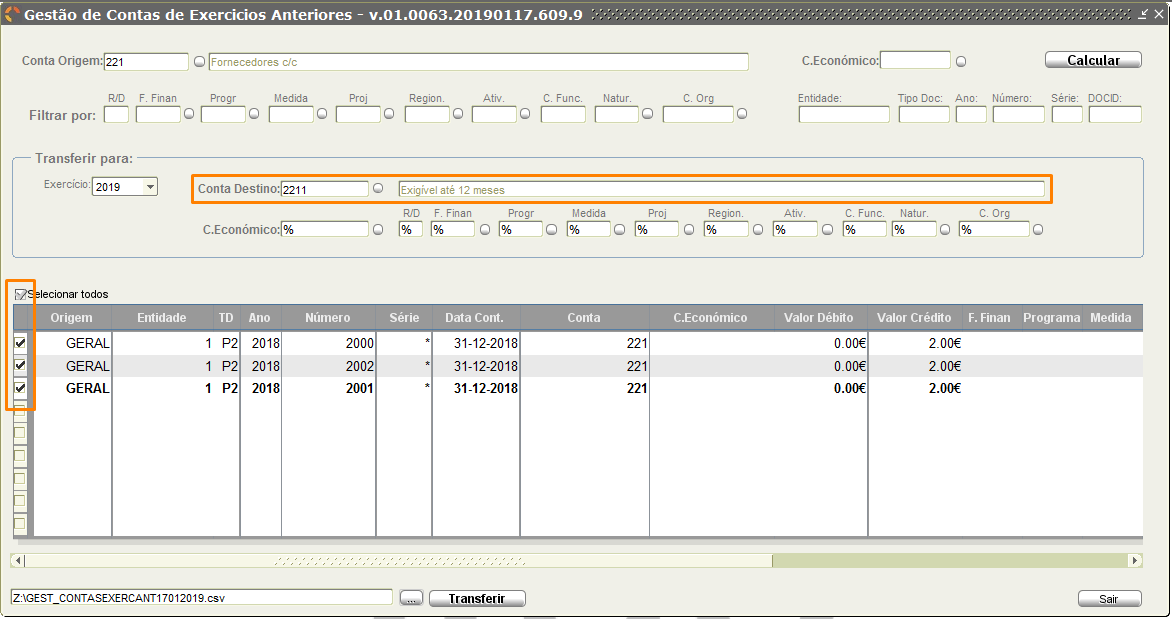 Gestão de Contas de Exercicios Anteriores - v.01.0063.20190117.609.9
Conta Origem: 221 Fornecedores c/c C.Económico: Calcular
R/D F. Finan Progr Medida Proj Region. Ativ. C. Func. Natur. C. Org Entidade: Tipo Doc: Ano: Número: Série: DOCID:
Filtrar por:
Transferir para:
Exercício: 2019 Conta Destino: 2211 Exigível até 12 meses
R/D F. Finan Progr Medida Proj Region. Ativ. C. Func. Natur. C. Org
C.Económico: % % % % % % % % % % %
Selecionar todos
Origem Entidade TD Ano Número Série Data Cont. Conta C.Económico Valor Débito Valor Crédito F. Finan Programa Medida
GERAL 1 P2 2018 2000 * 31-12-2018 221 0.00€ 2.00€
GERAL 1 P2 2018 2002 * 31-12-2018 221 0.00€ 2.00€
GERAL 1 P2 2018 2001 * 31-12-2018 221 0.00€ 2.00€
Z:\GEST_CONTASEXERCANT17012019.csv ... Transferir Sair